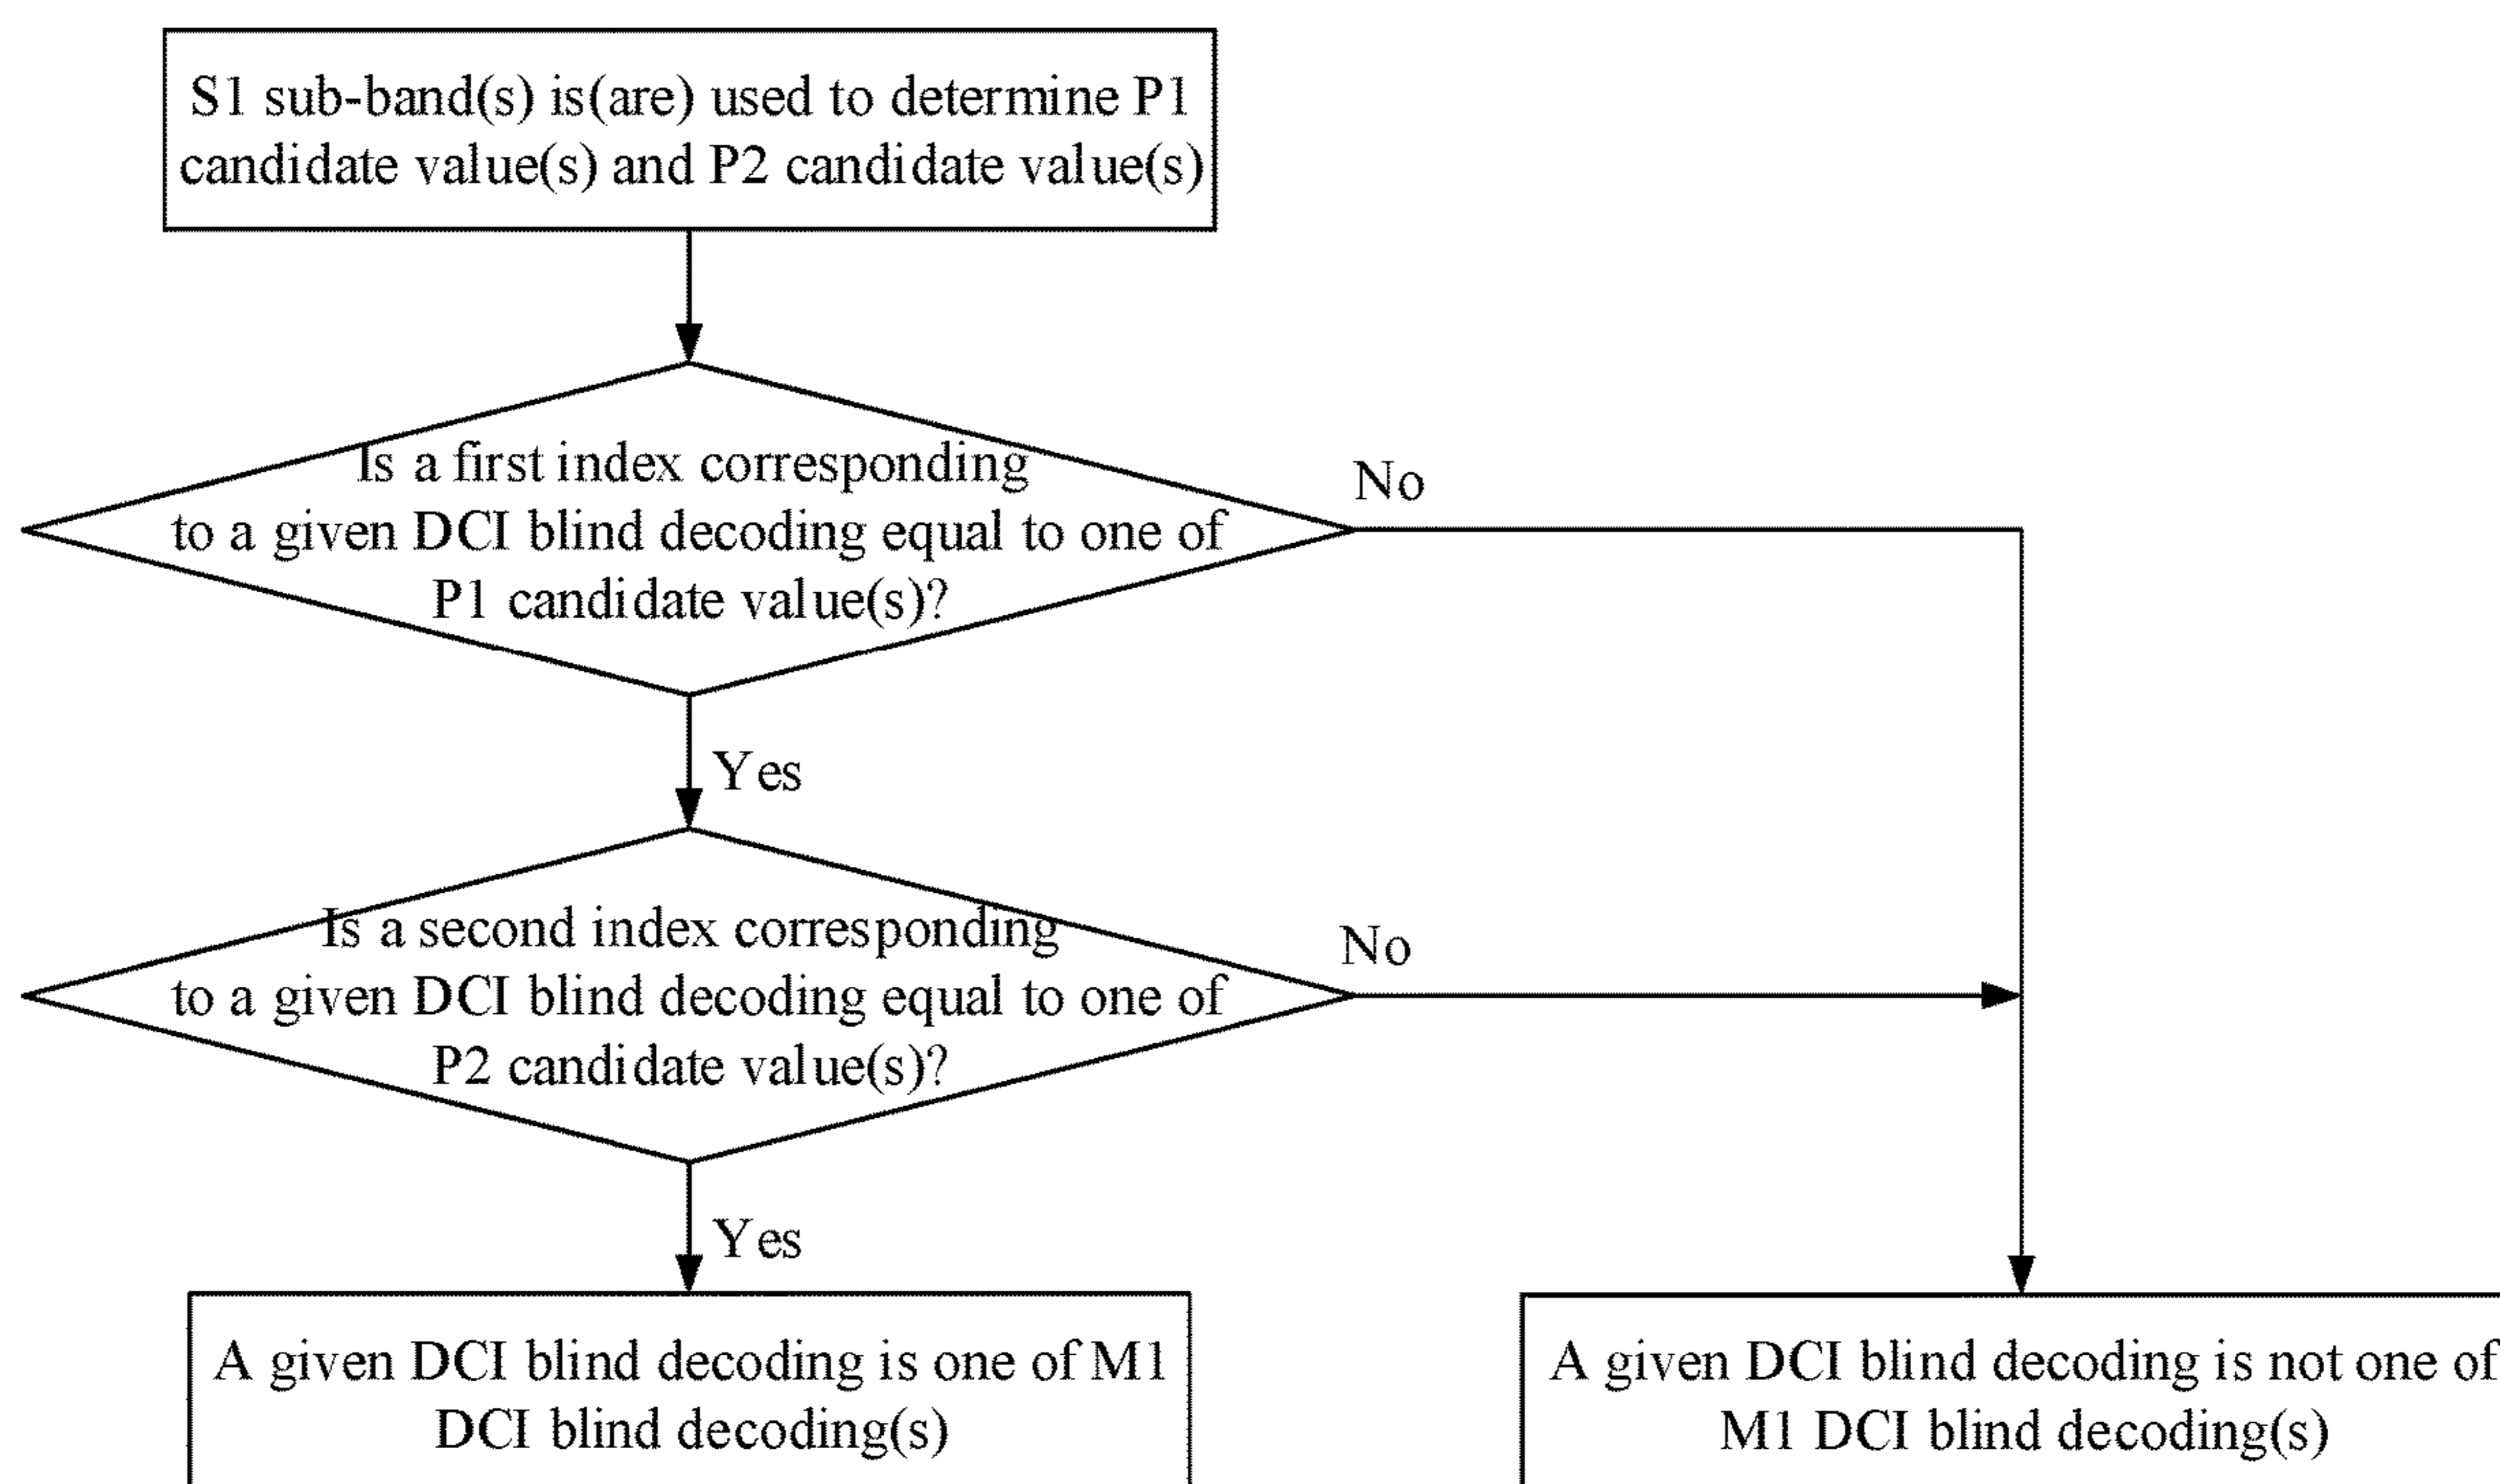 S1 sub-band(s) is(are) used to determine P1
candidate value(s) and P2 candidate value(s)
Is a first index corresponding
to a given DCI blind decoding equal to one of
P1 candidate value(s)?
No
Yes
Is a second index corresponding
to a given DCI blind decoding equal to one of
P2 candidate value(s)?
No
Yes
A given DCI blind decoding is one of M1
DCI blind decoding(s)
A given DCI blind decoding is not one of
M1 DCI blind decoding(s)